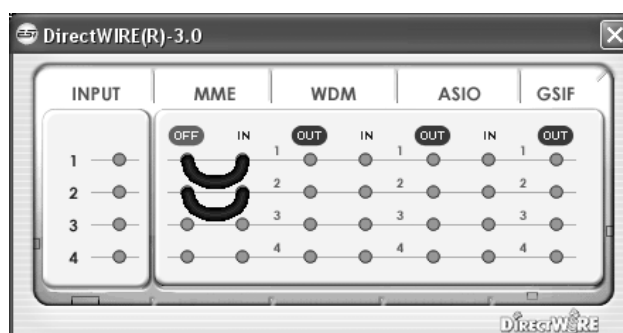 ESI DirectWIRE(R)-3.0
INPUT MME WDM ASIO GSIF
OFF IN OUT IN OUT IN OUT
1 1 1 1
2 2 2 2
3 3 3 3
4 4 4 4
DIRECTWIRE